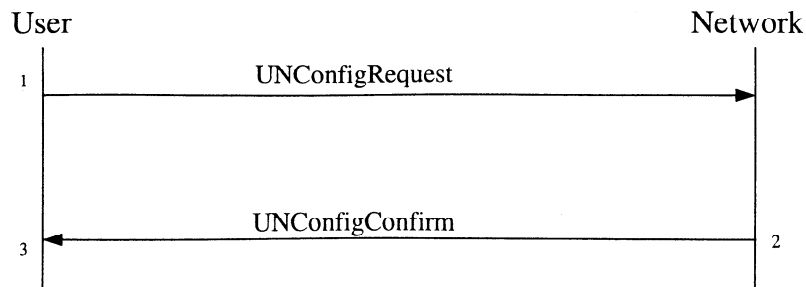 User
Network
1
UNConfigRequest
UNConfigConfirm
3
2